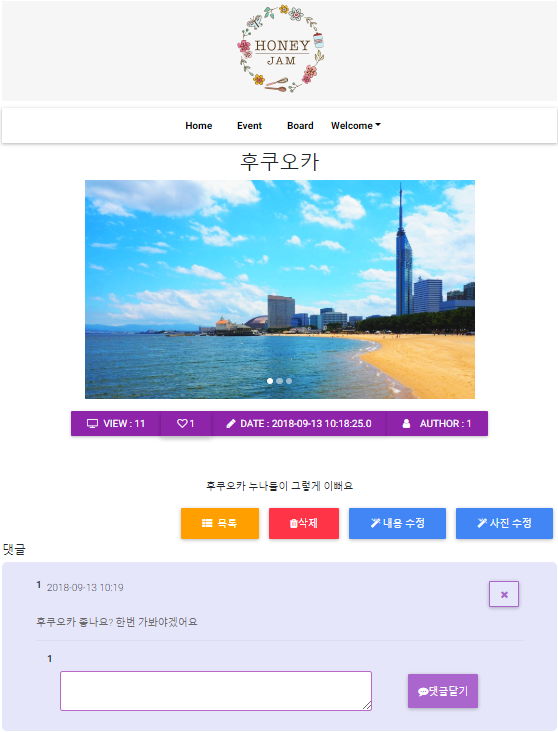 HONEY
JAM
Home Event Board Welcome
후쿠오카
VIEW : 11 1 DATE : 2018-09-13 10:18:25.0 AUTHOR : 1
후쿠오카 누나들이 그렇게 이뻐요
목록 삭제 내용 수정 사진 수정
댓글
1 2018-09-13 10:19
후쿠오카 좋나요? 한번 가봐야겠어요
1
댓글달기